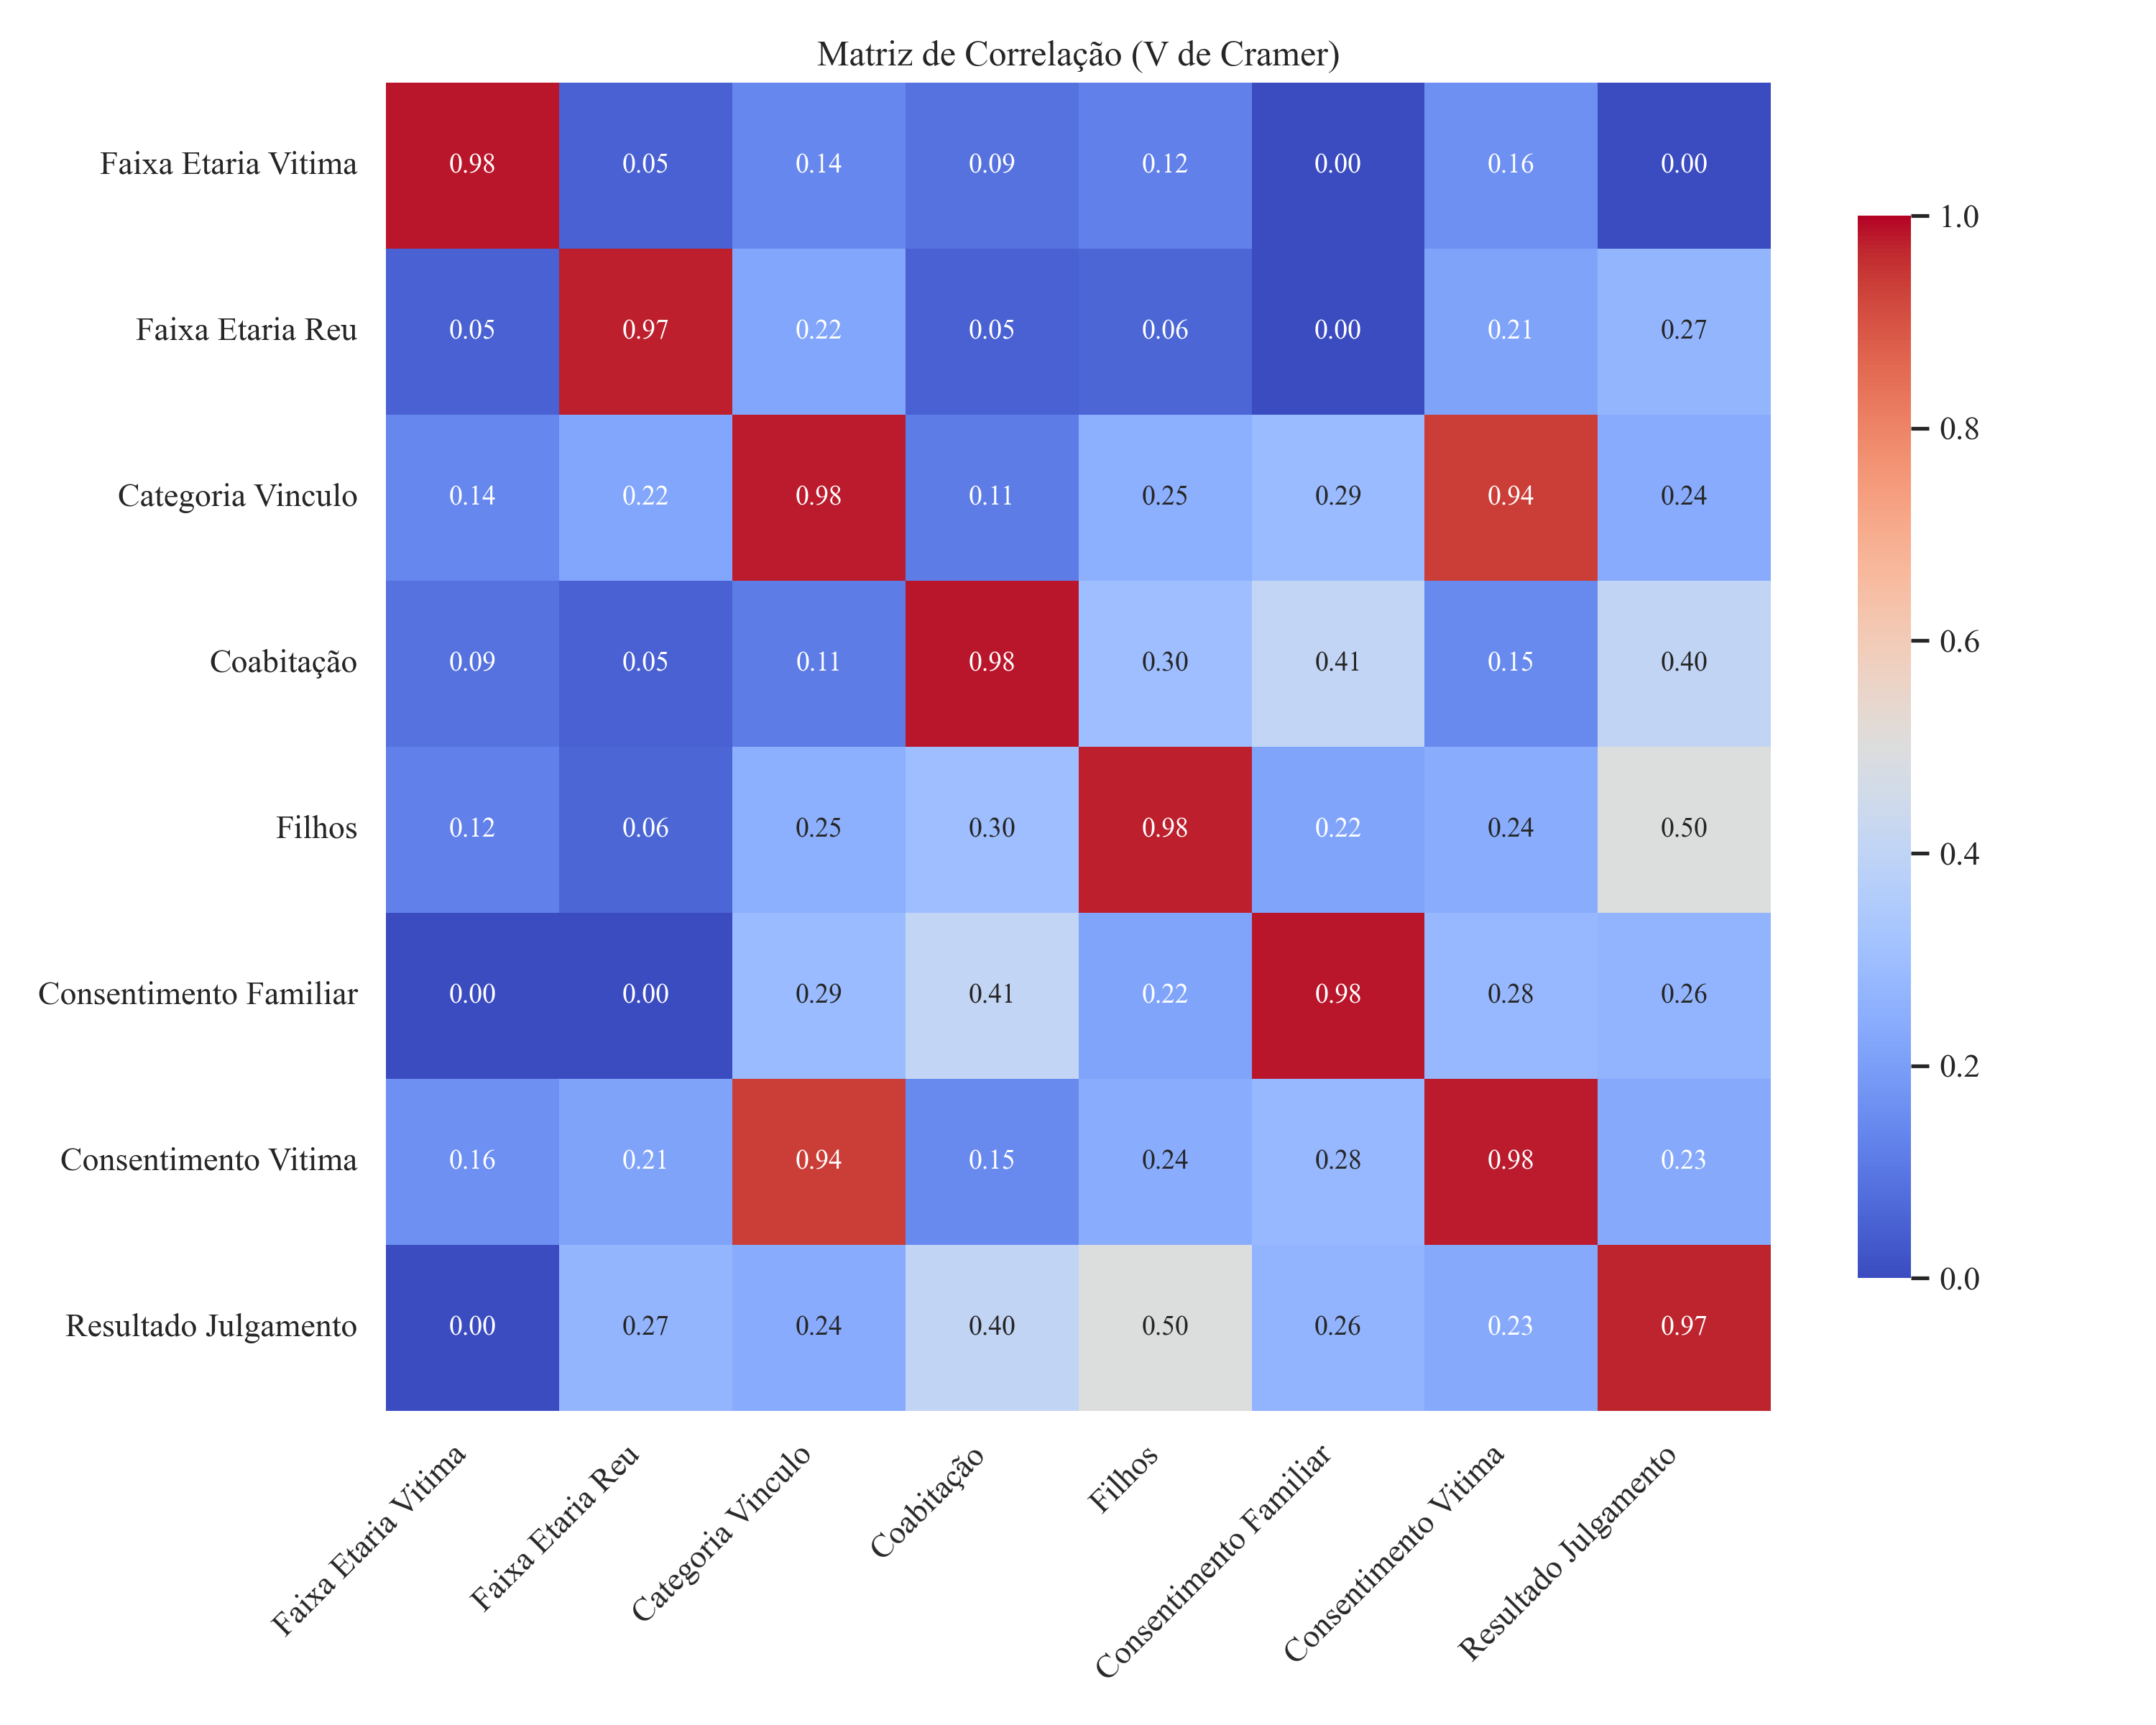 Matriz de Correlação (V de Cramer)
Faixa Etaria Vitima 0.98 0.05 0.14 0.09 0.12 0.00 0.16 0.00
Faixa Etaria Reu 0.05 0.97 0.22 0.05 0.06 0.00 0.21 0.27
Categoria Vinculo 0.14 0.22 0.98 0.11 0.25 0.29 0.94 0.24
Coabitação 0.09 0.05 0.11 0.98 0.30 0.41 0.15 0.40
Filhos 0.12 0.06 0.25 0.30 0.98 0.22 0.24 0.50
Consentimento Familiar 0.00 0.00 0.29 0.41 0.22 0.98 0.28 0.26
Consentimento Vitima 0.16 0.21 0.94 0.15 0.24 0.28 0.98 0.23
Resultado Julgamento 0.00 0.27 0.24 0.40 0.50 0.26 0.23 0.97
Faixa Etaria Vitima
Faixa Etaria Reu
Categoria Vinculo
Coabitação
Filhos
Consentimento Familiar
Consentimento Vitima
Resultado Julgamento
1.0
0.8
0.6
0.4
0.2
0.0